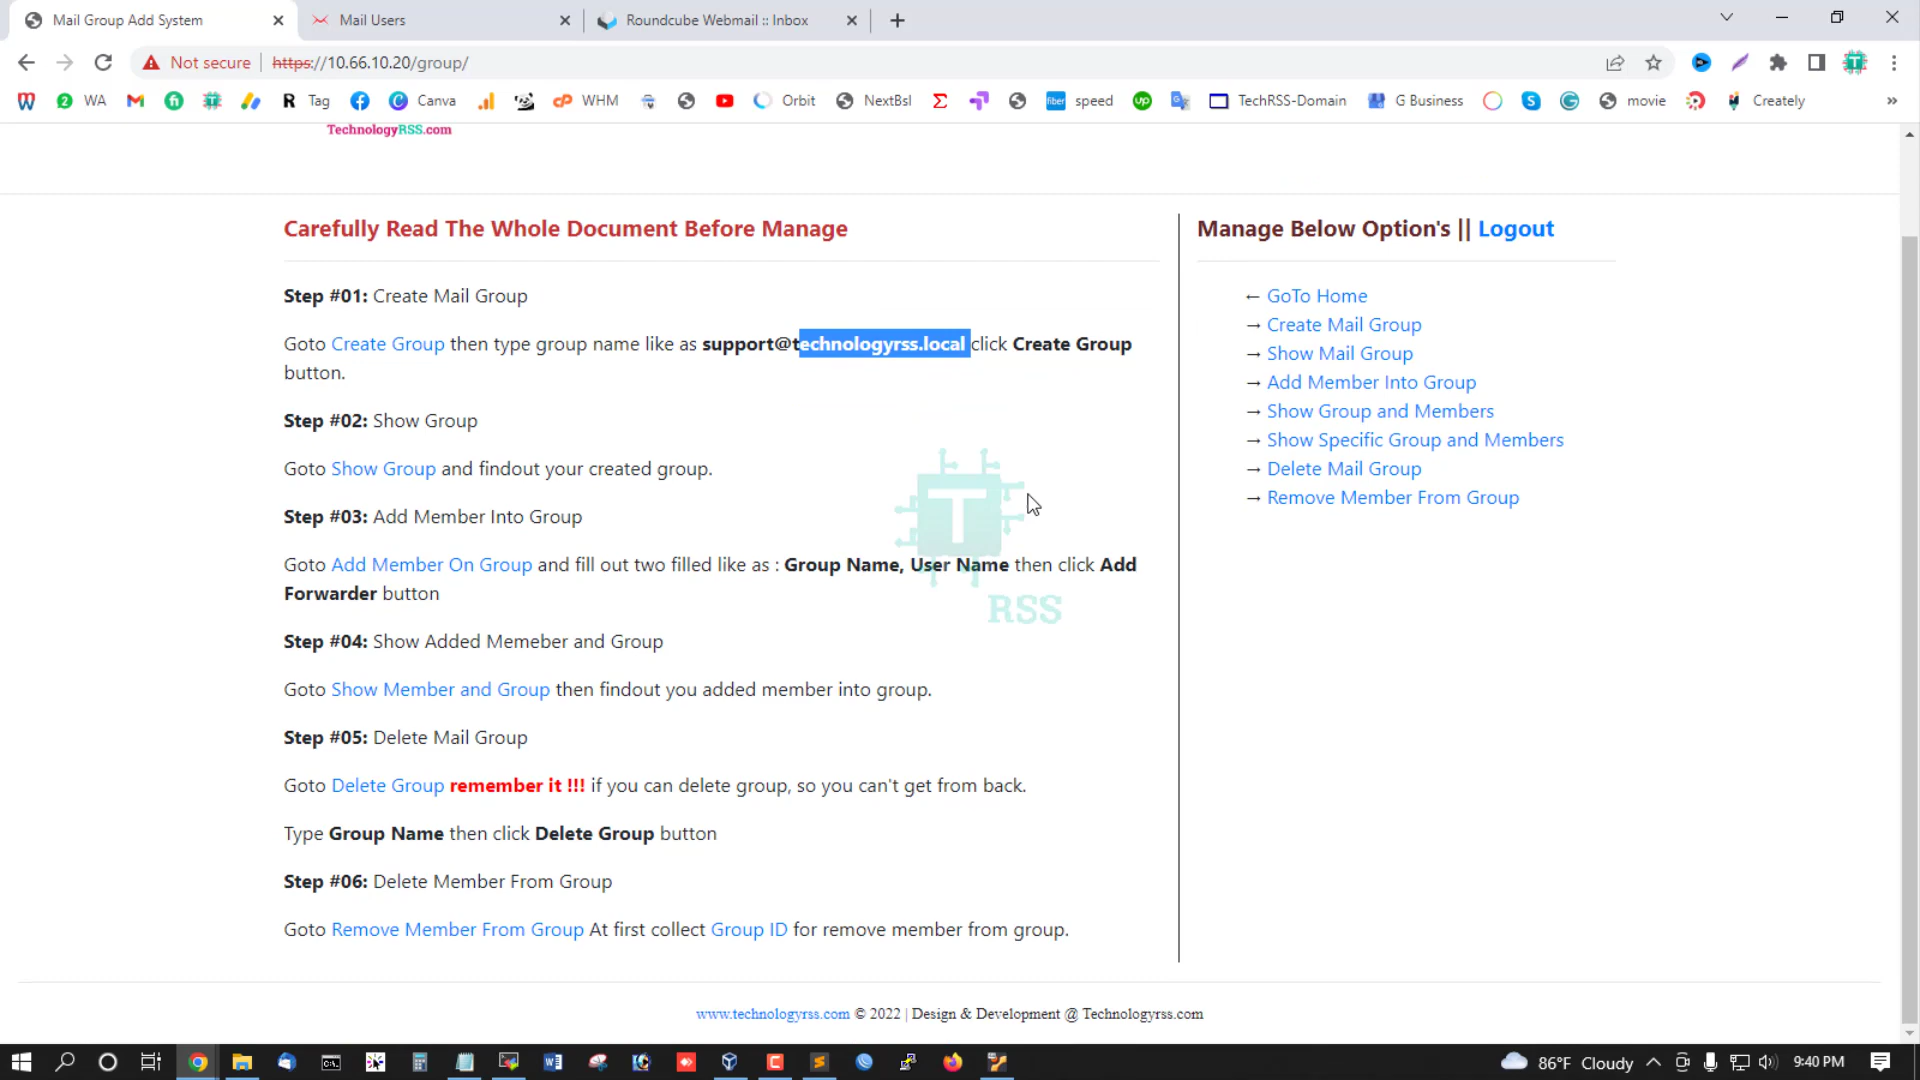 Mail Group Add System
Mail Users
Roundcube Webmail :: Inbox
Not secure
https://10.66.10.20/group/
WA
Tag
Canva
WHM
Orbit
NextBsl
speed
TechRSS-Domain
G Business
movie
Creately
TechnologyRSS.com
Carefully Read The Whole Document Before Manage
Step #01: Create Mail Group
Goto Create Group then type group name like as support@technologyrss.local click Create Group
button.
Step #02: Show Group
Goto Show Group and findout your created group.
Step #03: Add Member Into Group
Goto Add Member On Group and fill out two filled like as : Group Name, User Name then click Add
Forwarder button
Step #04: Show Added Memeber and Group
Goto Show Member and Group then findout you added member into group.
Step #05: Delete Mail Group
Goto Delete Group remember it !!! if you can delete group, so you can't get from back.
Type Group Name then click Delete Group button
Step #06: Delete Member From Group
Goto Remove Member From Group At first collect Group ID for remove member from group.
T
RSS
Manage Below Option's || Logout
← GoTo Home
→ Create Mail Group
→ Show Mail Group
→ Add Member Into Group
→ Show Group and Members
→ Show Specific Group and Members
→ Delete Mail Group
→ Remove Member From Group
www.technologyrss.com © 2022 | Design & Development @ Technologyrss.com
86°F Cloudy
9:40 PM